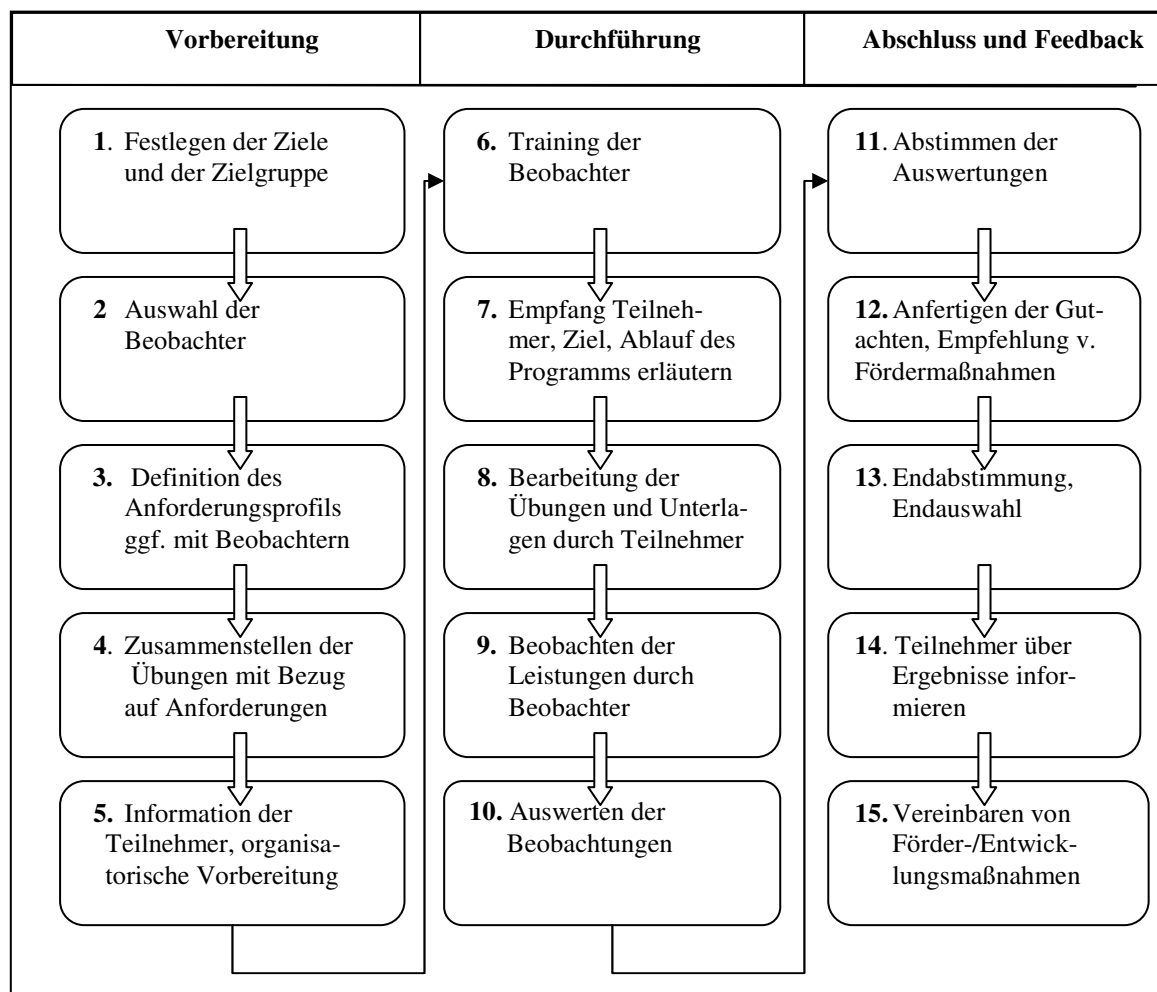 Vorbereitung
Durchführung
Abschluss und Feedback
1. Festlegen der Ziele
und der Zielgruppe
2 Auswahl der
Beobachter
3. Definition des
Anforderungsprofils
ggf. mit Beobachtern
4. Zusammenstellen der
Übungen mit Bezug
auf Anforderungen
5. Information der
Teilnehmer, organisa-
torische Vorbereitung
6. Training der
Beobachter
7. Empfang Teilneh-
mer, Ziel, Ablauf des
Programms erläutern
8. Bearbeitung der
Übungen und Unterla-
gen durch Teilnehmer
9. Beobachten der
Leistungen durch
Beobachter
10. Auswerten der
Beobachtungen
11. Abstimmen der
Auswertungen
12. Anfertigen der Gut-
achten, Empfehlung v.
Fördermaßnahmen
13. Endabstimmung,
Endauswahl
14. Teilnehmer über
Ergebnisse infor-
mieren
15. Vereinbaren von
Förder-/Entwick-
lungsmaßnahmen